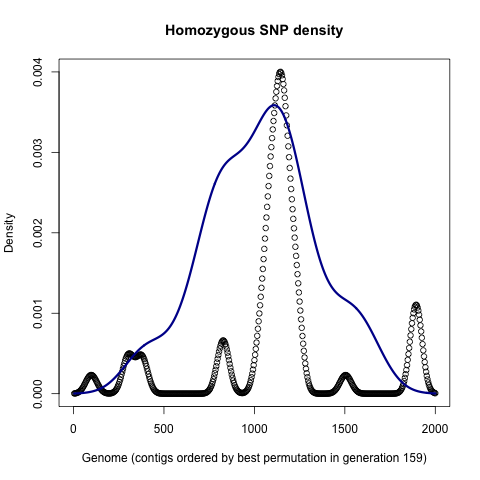 Homozygous SNP density
Density
0.004
0.003
0.002
0.001
0.000
0 500 1000 1500 2000
Genome (contigs ordered by best permutation in generation 159)